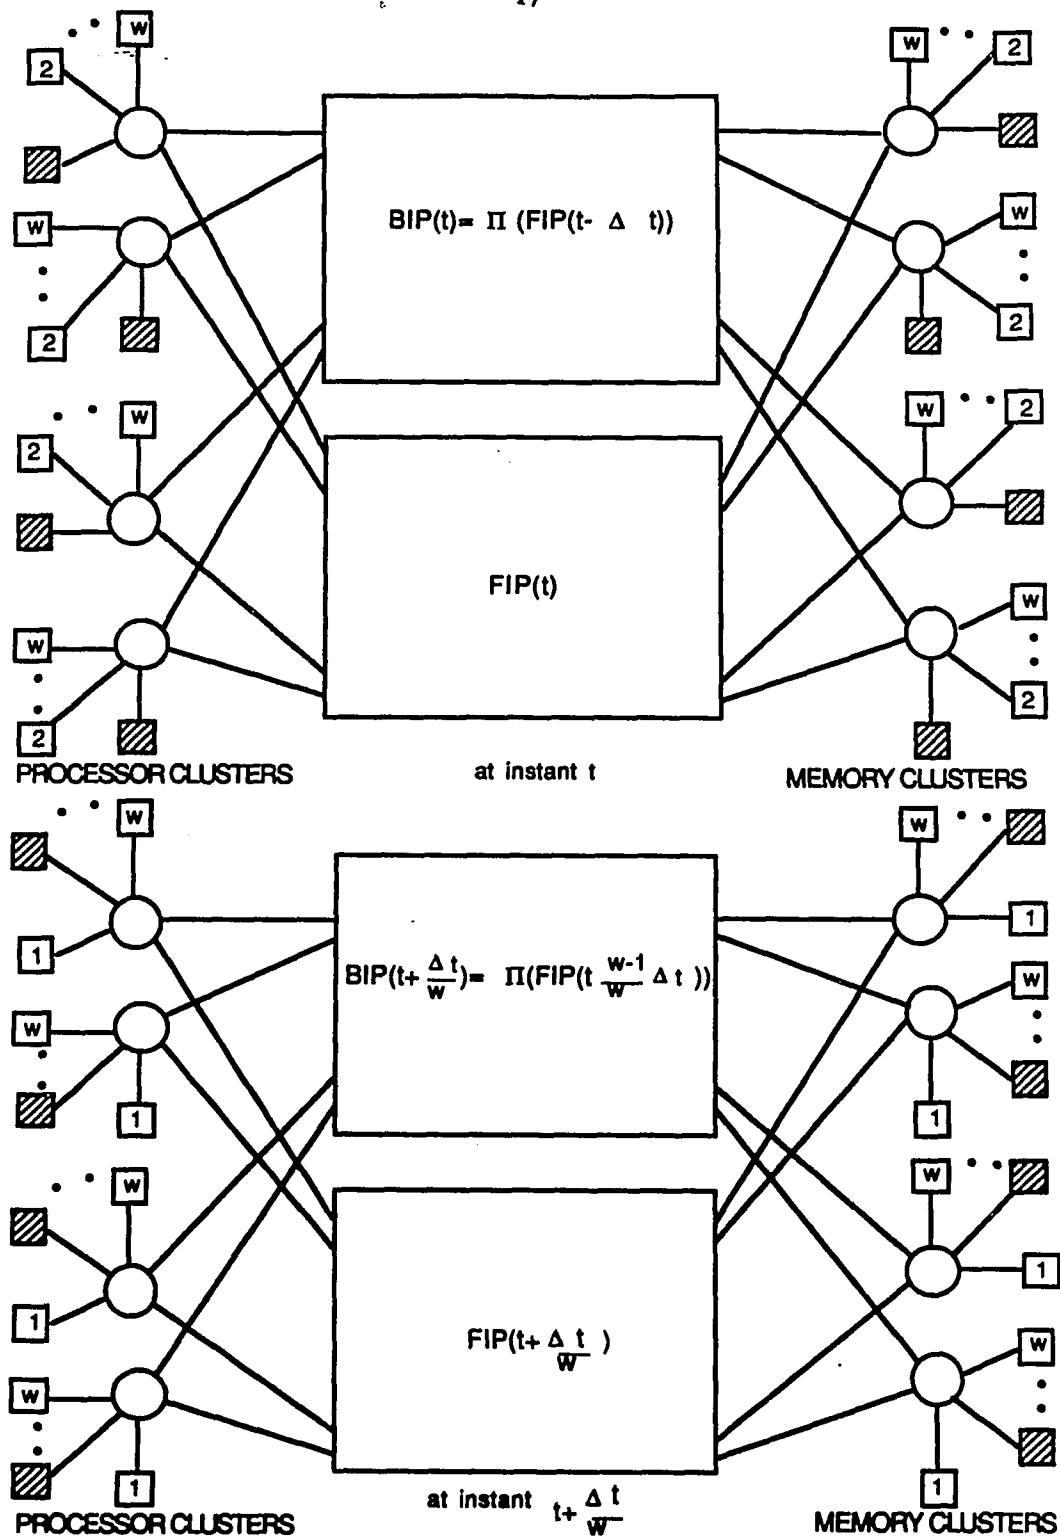 w w
2 2
BIP(t)= Π (FIP(t- Δ t))
w w
2 2
w 2
2 w
FIP(t)
w w
2 2
PROCESSOR CLUSTERS at instant t MEMORY CLUSTERS
w w
1 1
BIP(t+ Δ t/w)= Π(FIP(t w-1/w Δ t ))
w w
1 1
w w
1 1
FIP(t+ Δ t/w )
w w
1 1
PROCESSOR CLUSTERS at instant t+ Δ t/w MEMORY CLUSTERS